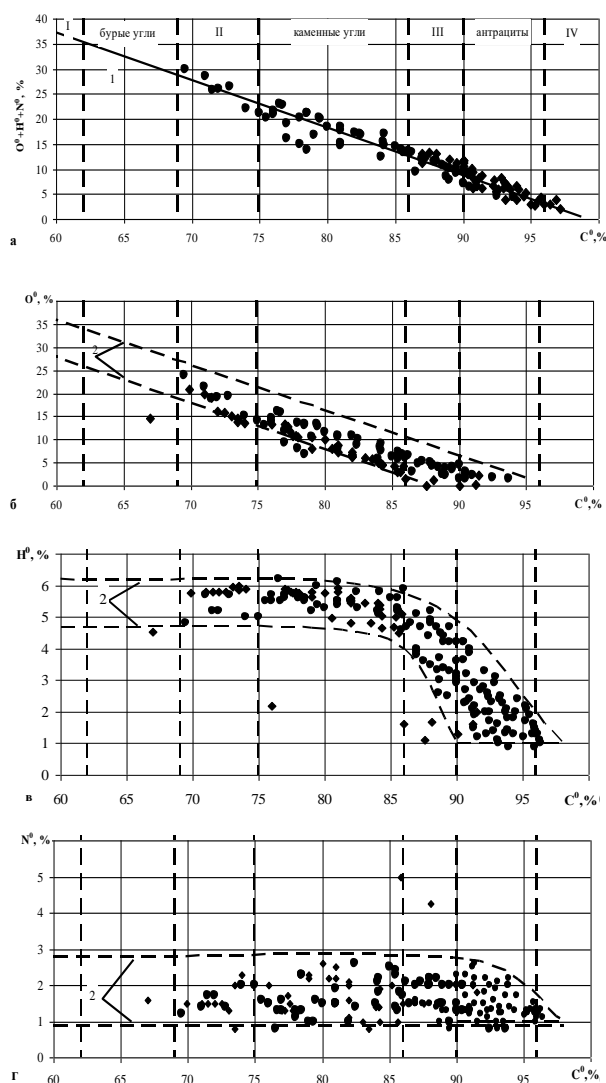 40
I
бурые угли
II
каменные угли
III
антрациты
IV
35
1
30
25
20
15
10
5
0
O⁰+H⁰+N⁰, %
60 65 70 75 80 85 90 95
C⁰,%
а
O⁰, %
35
2
30
25
20
15
10
5
0
60 65 70 75 80 85 90 95
C⁰,%
б
H⁰, %
6
2
5
4
3
2
1
0
60 65 70 75 80 85 90 95
C⁰,%
в
N⁰, %
5
4
3
2
2
1
0
60 65 70 75 80 85 90 95
C⁰,%
г